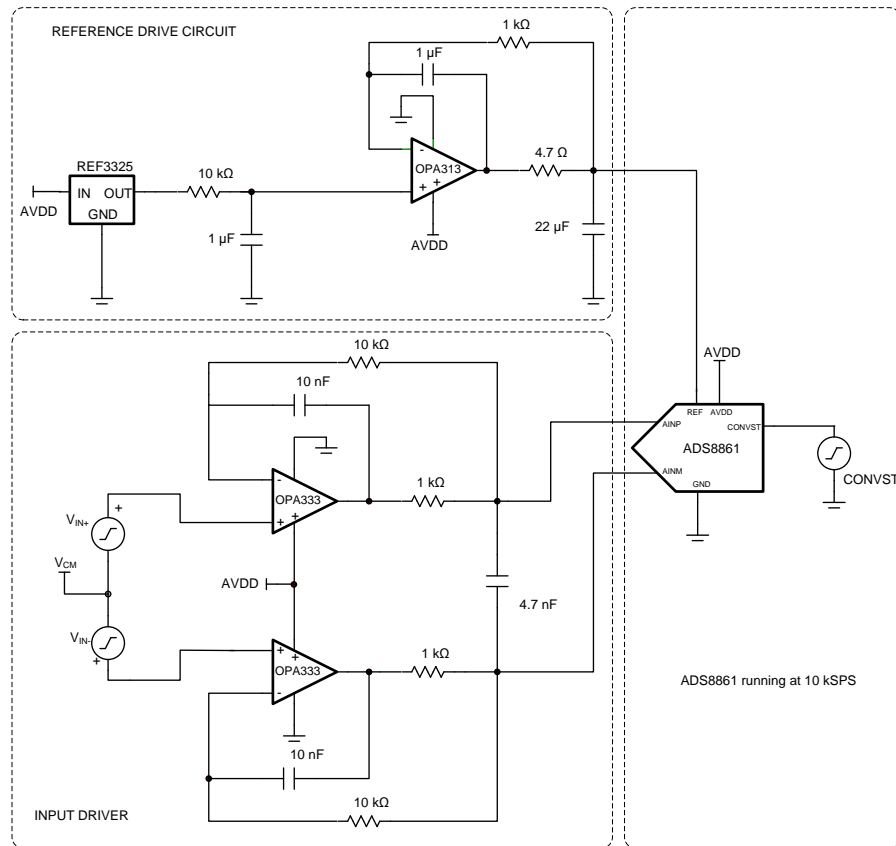 REFERENCE DRIVE CIRCUIT
1 kΩ
1 µF
REF3325
IN OUT
GND
AVDD
10 kΩ
1 µF
-
OPA313
+ +
AVDD
4.7 Ω
22 µF
10 kΩ
10 nF
-
OPA333
+ +
1 kΩ
VIN+
+
VCM
VIN-
+
AVDD
4.7 nF
1 kΩ
+ +
OPA333
-
10 nF
10 kΩ
INPUT DRIVER
AVDD
REF AVDD
AINP
CONVST
ADS8861
AINM
GND
CONVST
ADS8861 running at 10 kSPS